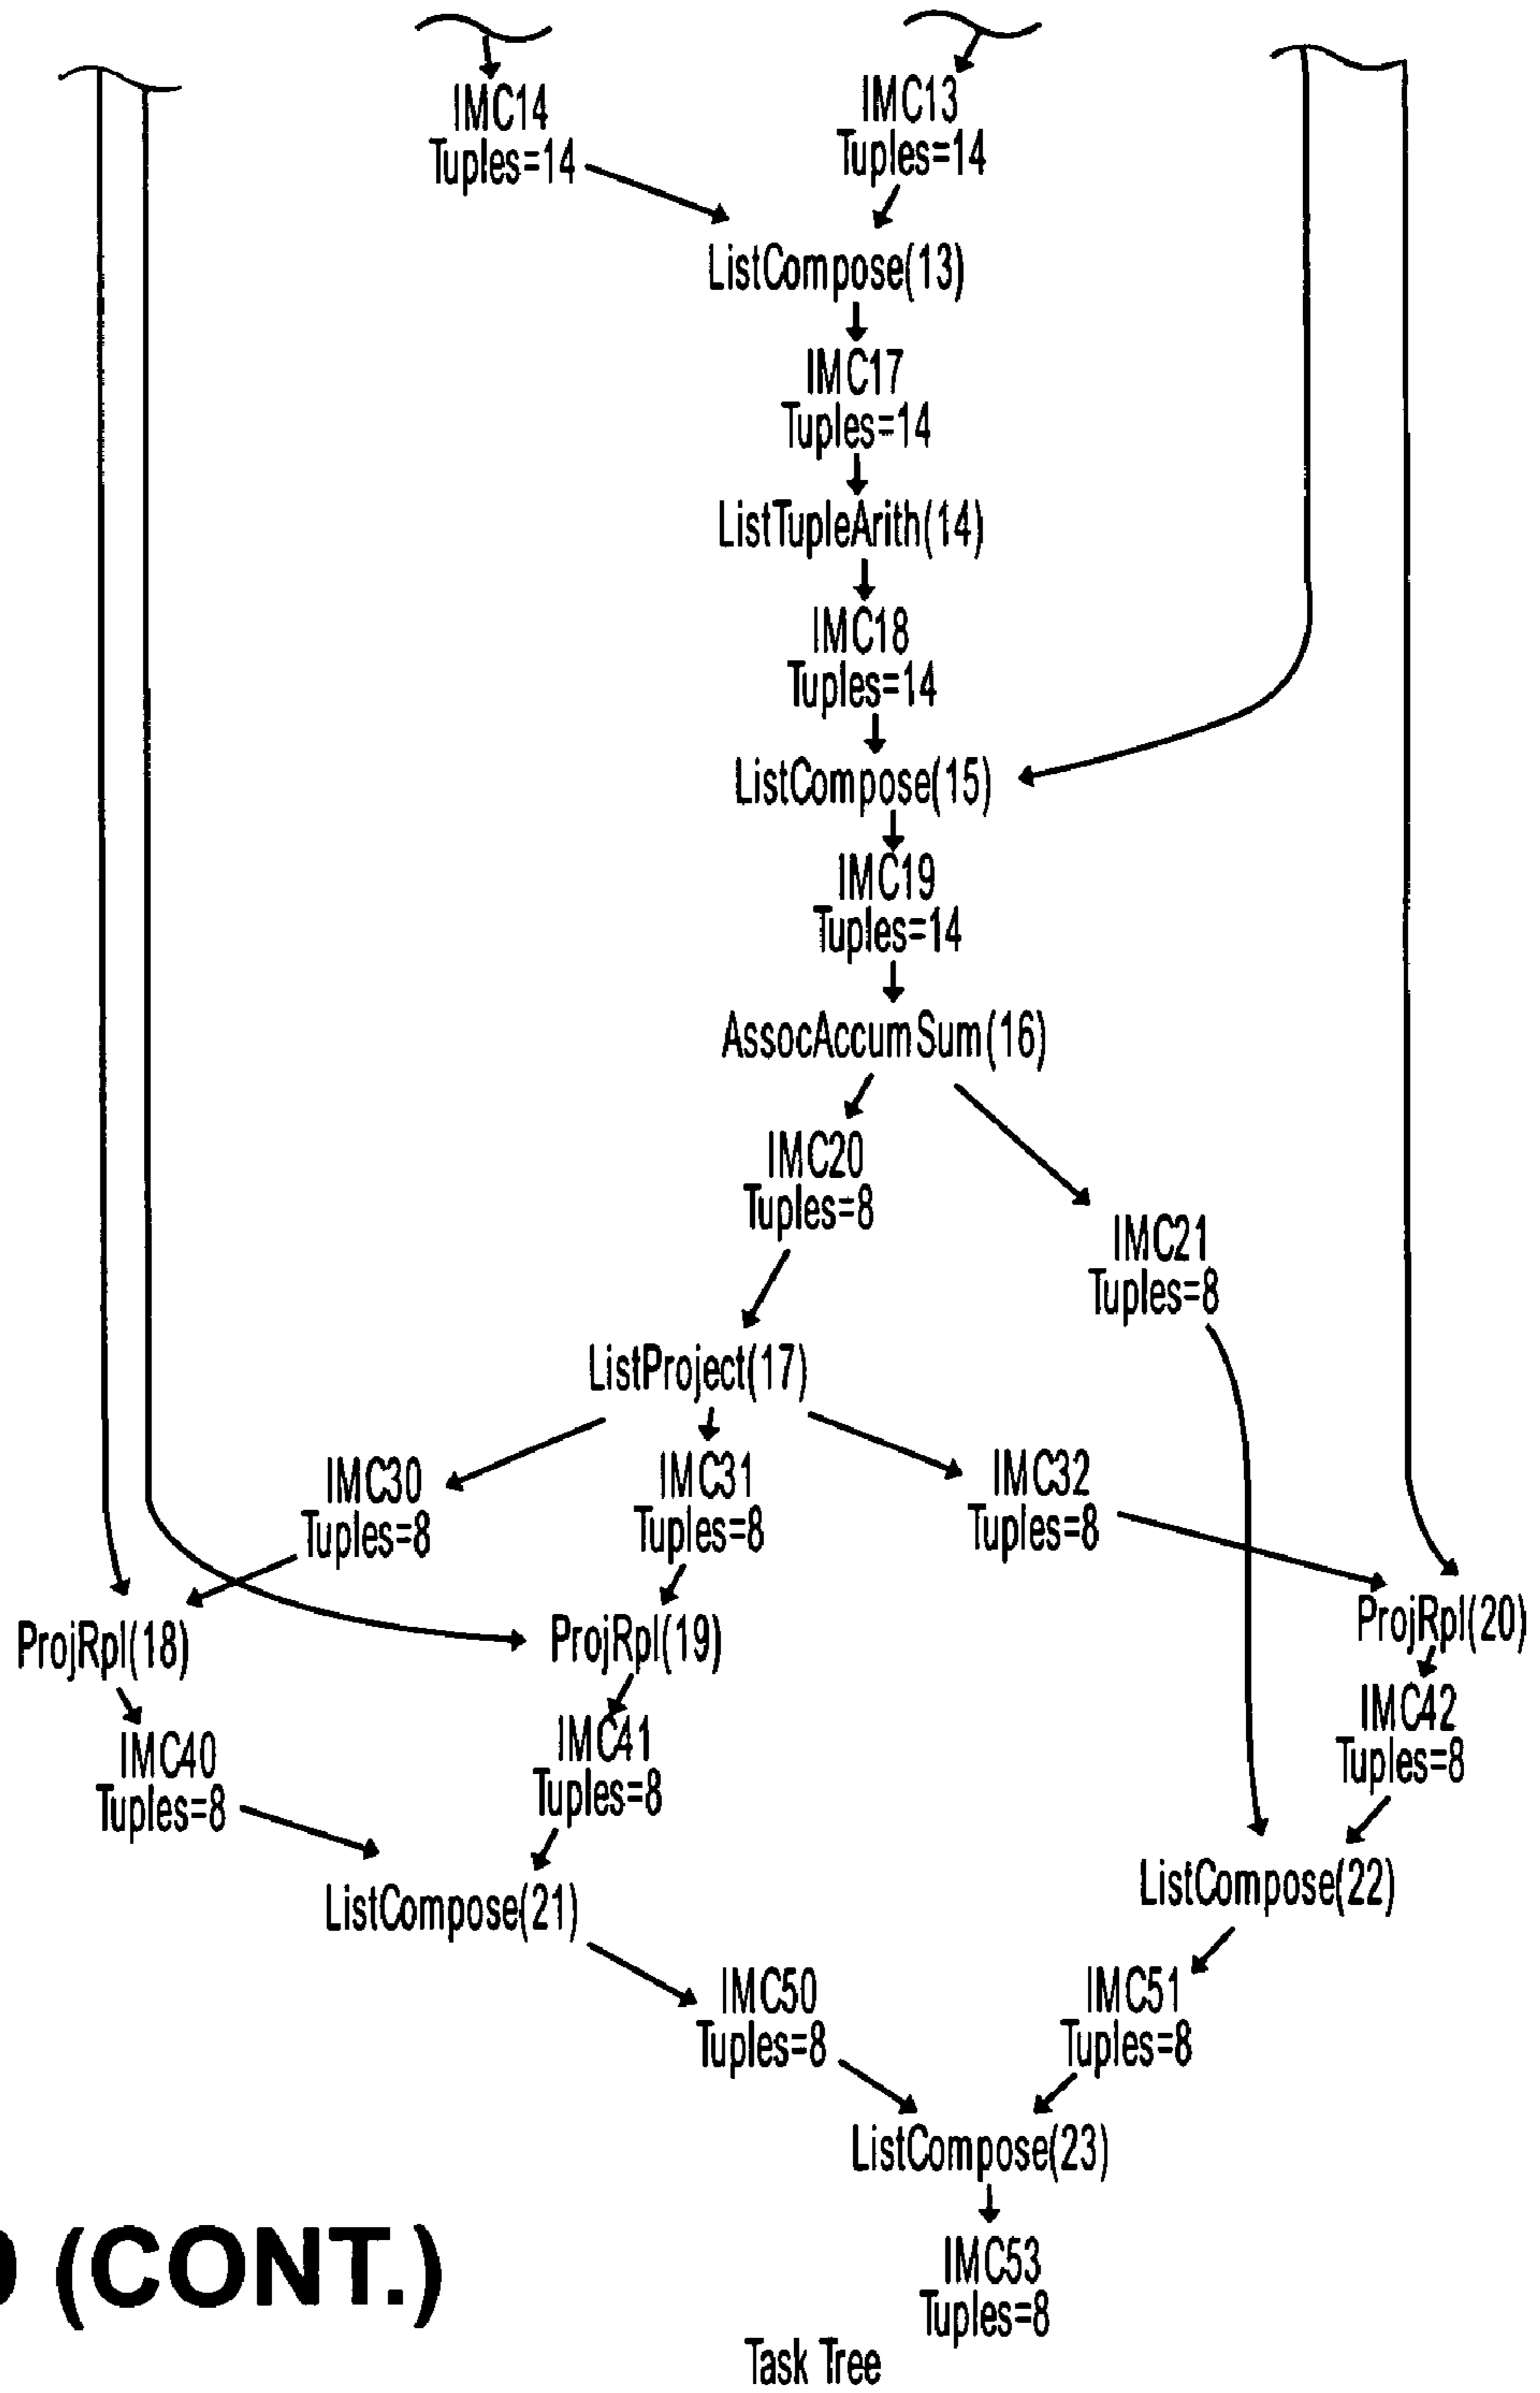 IMC14
Tuples=14
IMC13
Tuples=14
ListCompose(13)
IMC17
Tuples=14
ListTupleArith(14)
IMC18
Tuples=14
ListCompose(15)
IMC19
Tuples=14
AssocAccumSum(16)
IMC20
Tuples=8
IMC21
Tuples=8
ListProject(17)
IMC30
Tuples=8
IMC31
Tuples=8
IMC32
Tuples=8
ProjRpl(18)
ProjRpl(19)
ProjRpl(20)
IMC40
Tuples=8
IMC41
Tuples=8
IMC42
Tuples=8
ListCompose(21)
ListCompose(22)
IMC50
Tuples=8
IMC51
Tuples=8
ListCompose(23)
IMC53
Tuples=8
(CONT.)
Task Tree